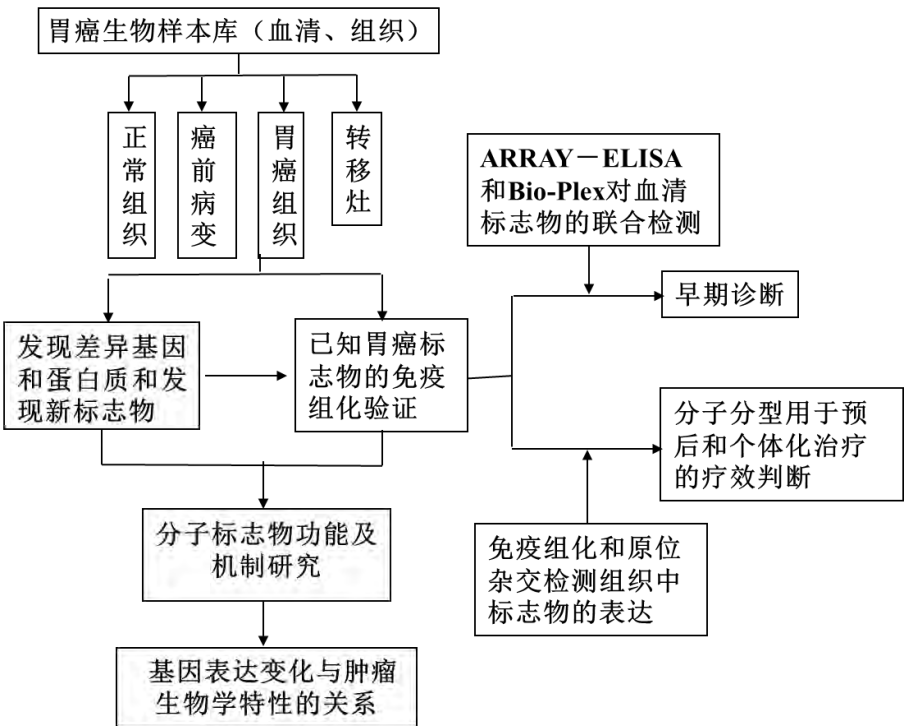 胃癌生物样本库（血清、组织）
正常组织
癌前病变
胃癌组织
转移灶
ARRAY－ELISA
和Bio-Plex对血清
标志物的联合检测
早期诊断
发现差异基因
和蛋白质和发
现新标志物
已知胃癌标
志物的免疫
组化验证
分子分型用于预
后和个体化治疗
的疗效判断
分子标志物功能及
机制研究
免疫组化和原位
杂交检测组织中
标志物的表达
基因表达变化与肿瘤
生物学特性的关系